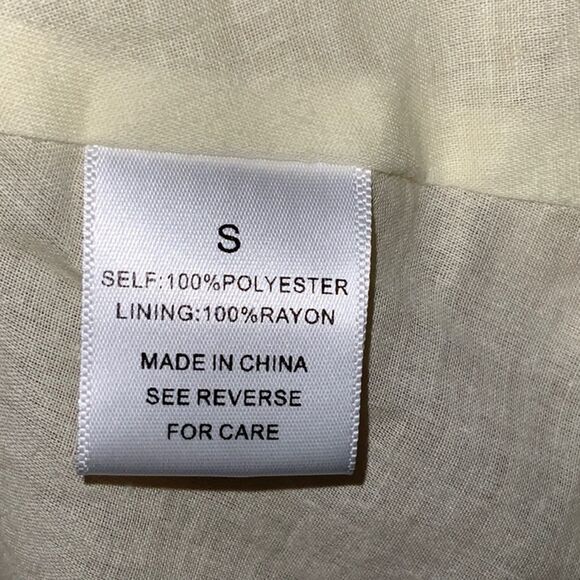 S
SELF:100%POLYESTER
LINING:100%RAYON
MADE IN CHINA
SEE REVERSE
FOR CARE